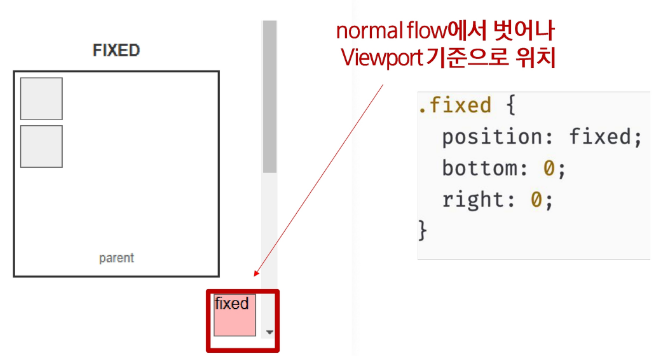 normal flow에서 벗어나
Viewport 기준으로 위치
FIXED
parent
fixed
.fixed {
position: fixed;
bottom: 0;
right: 0;
}